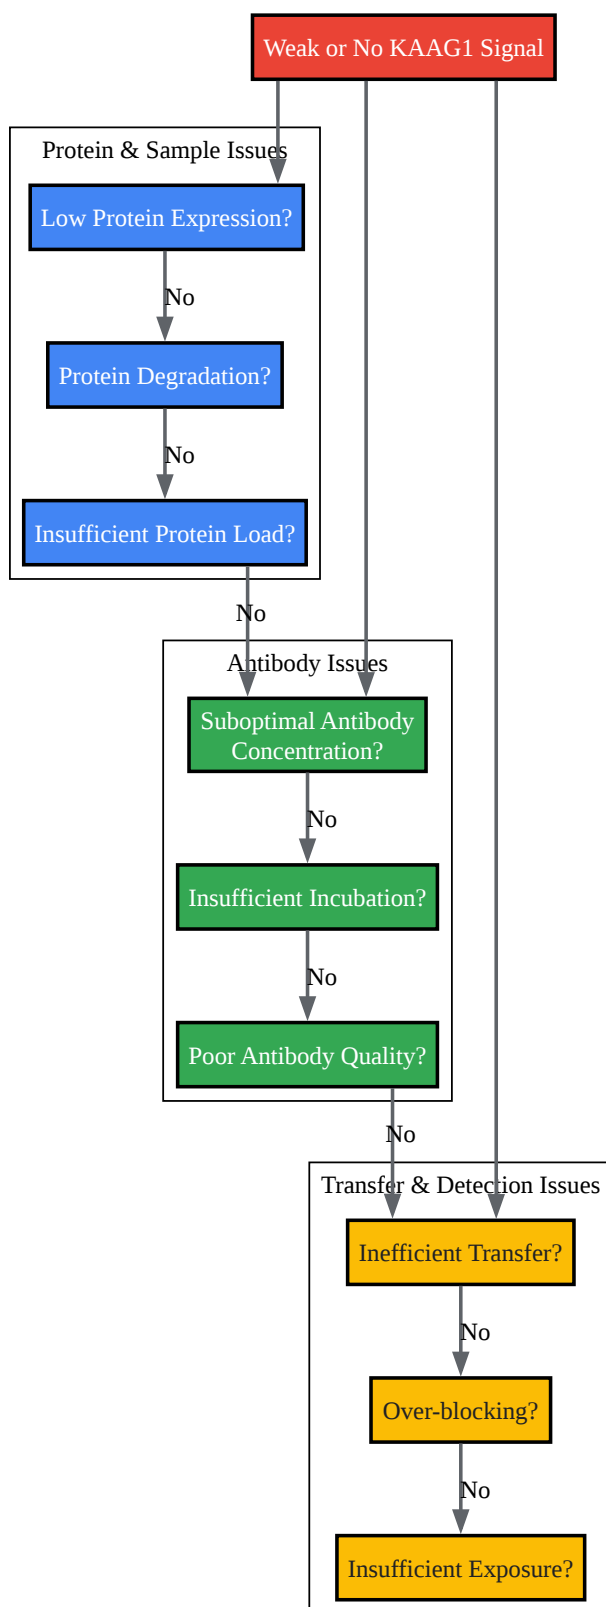 Weak or No KAAG1 Signal
Protein & Sample Issues
Low Protein Expression?
No
Protein Degradation?
No
Insufficient Protein Load?
No
Antibody Issues
Suboptimal Antibody
Concentration?
No
Insufficient Incubation?
No
Poor Antibody Quality?
No
Transfer & Detection Issues
Inefficient Transfer?
No
Over-blocking?
No
Insufficient Exposure?